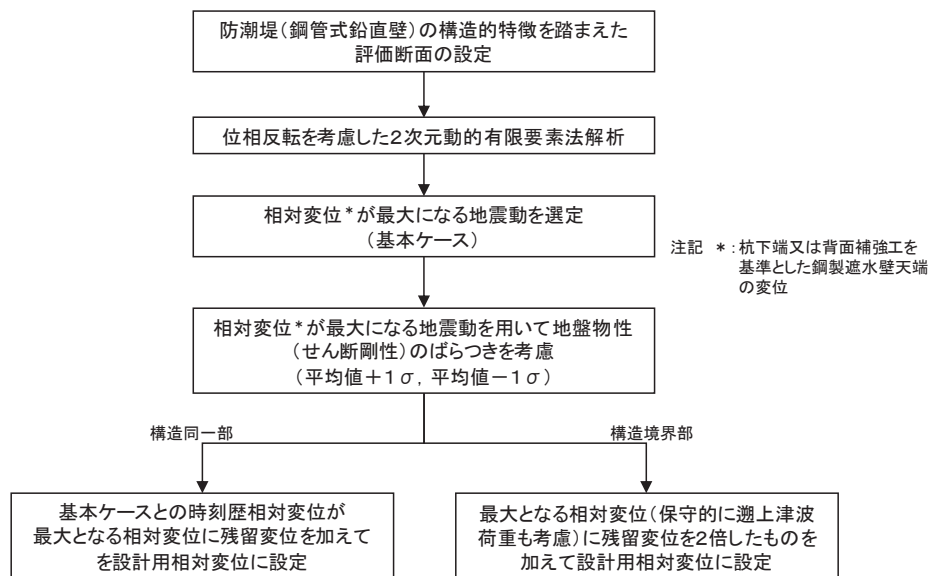 防潮堤(鋼管式鉛直壁)の構造的特徴を踏まえた
評価断面の設定
位相反転を考慮した2次元動的有限要素法解析
相対変位*が最大になる地震動を選定
(基本ケース)
注記 *:杭下端又は背面補強工を
基準とした鋼製遮水壁天端
の変位
相対変位*が最大になる地震動を用いて地盤物性
(せん断剛性)のばらつきを考慮
(平均値+1σ,平均値-1σ)
構造同一部
構造境界部
基本ケースとの時刻歴相対変位が
最大となる相対変位に残留変位を加えて
を設計用相対変位に設定
最大となる相対変位(保守的に遡上津波
荷重も考慮)に残留変位を2倍したものを
加えて設計用相対変位に設定